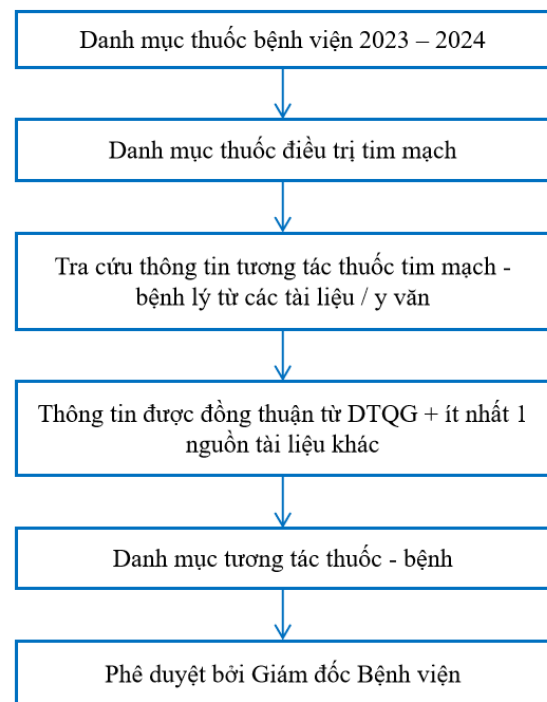 Danh mục thuốc bệnh viện 2023 – 2024
Danh mục thuốc điều trị tim mạch
Tra cứu thông tin tương tác thuốc tim mạch -
bệnh lý từ các tài liệu / y văn
Thông tin được đồng thuận từ DTQG + ít nhất 1
nguồn tài liệu khác
Danh mục tương tác thuốc - bệnh
Phê duyệt bởi Giám đốc Bệnh viện